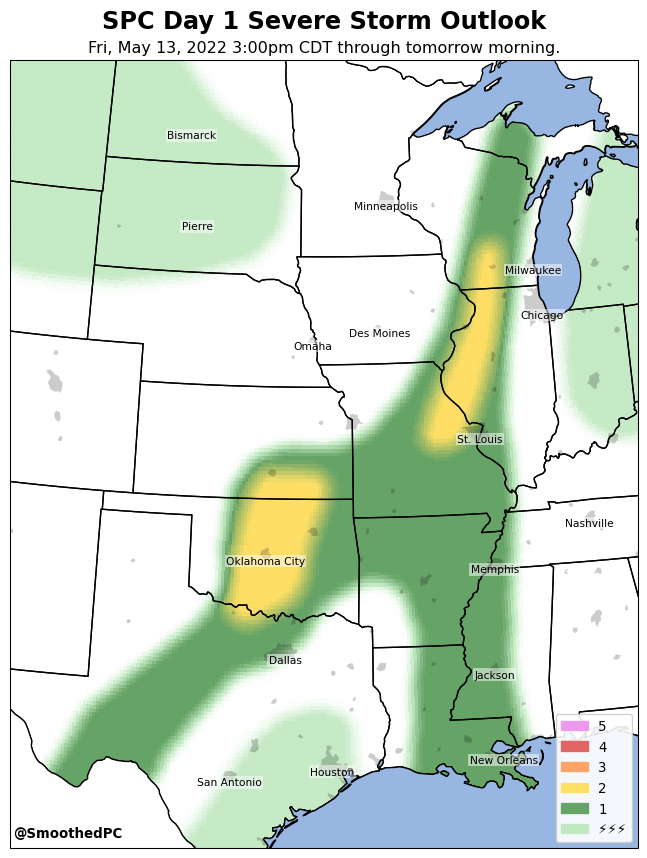 SPC Day 1 Severe Storm Outlook
Fri, May 13, 2022 3:00pm CDT through tomorrow morning.
Bismarck
Minneapolis
Pierre
Milwaukee
Chicago
Des Moines
Omaha
St. Louis
Nashville
Oklahoma City
Memphis
Dallas
Jackson
New Orleans
Houston
San Antonio
5
4
3
2
1
⚡⚡⚡
@SmoothedPC